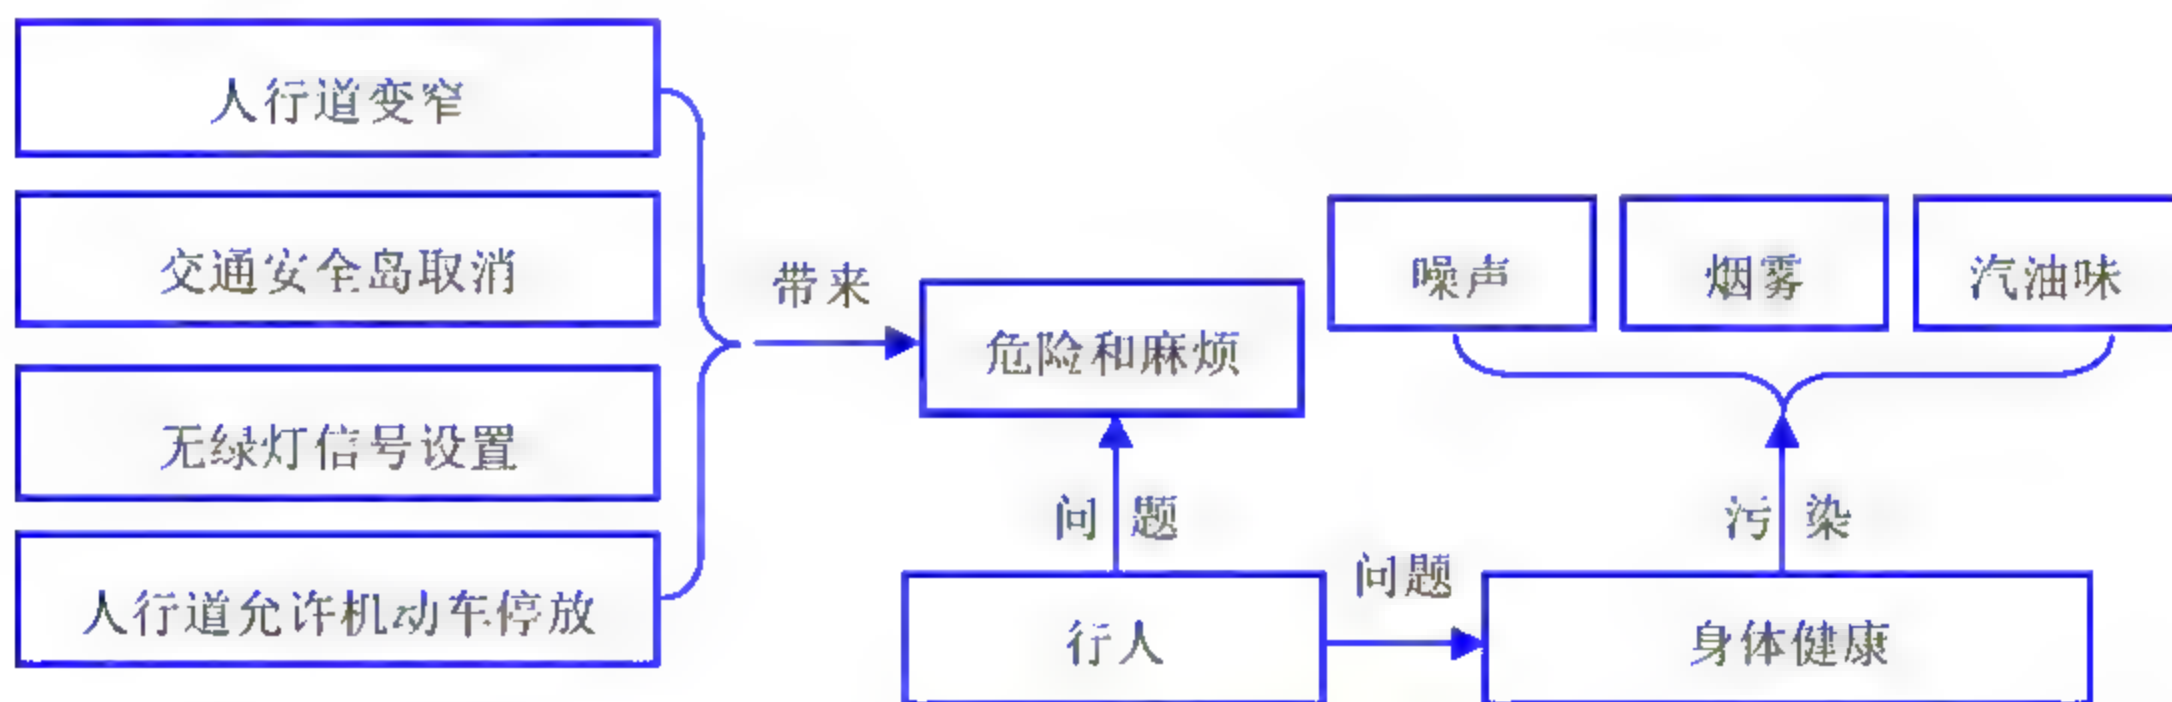 人行道变窄
交通安全岛取消
无绿灯信号设置
人行道允许机动车停放
带来
危险和麻烦
噪声
烟雾
汽油味
问题
污染
行人
问题
身体健康